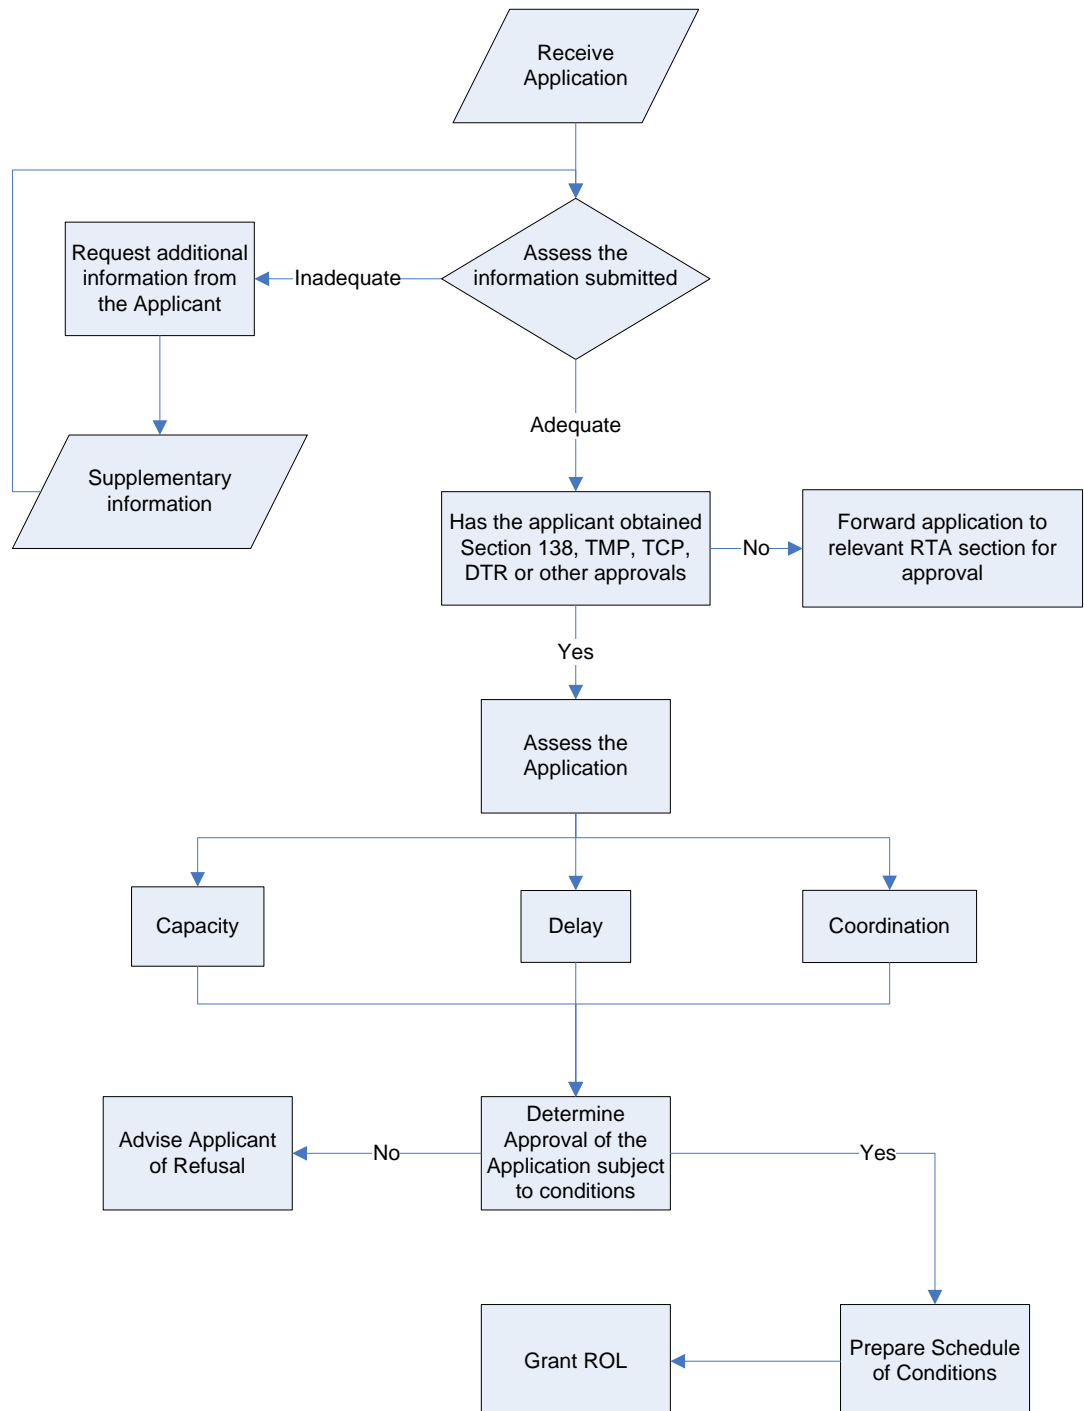 Receive
Application
Assess the
information submitted
Inadequate
Request additional
information from
the Applicant
Supplementary
information
Adequate
Has the applicant obtained
Section 138, TMP, TCP,
DTR or other approvals
No
Forward application to
relevant RTA section for
approval
Yes
Assess the
Application
Capacity
Delay
Coordination
Determine
Approval of the
Application subject
to conditions
No
Advise Applicant
of Refusal
Yes
Prepare Schedule
of Conditions
Grant ROL